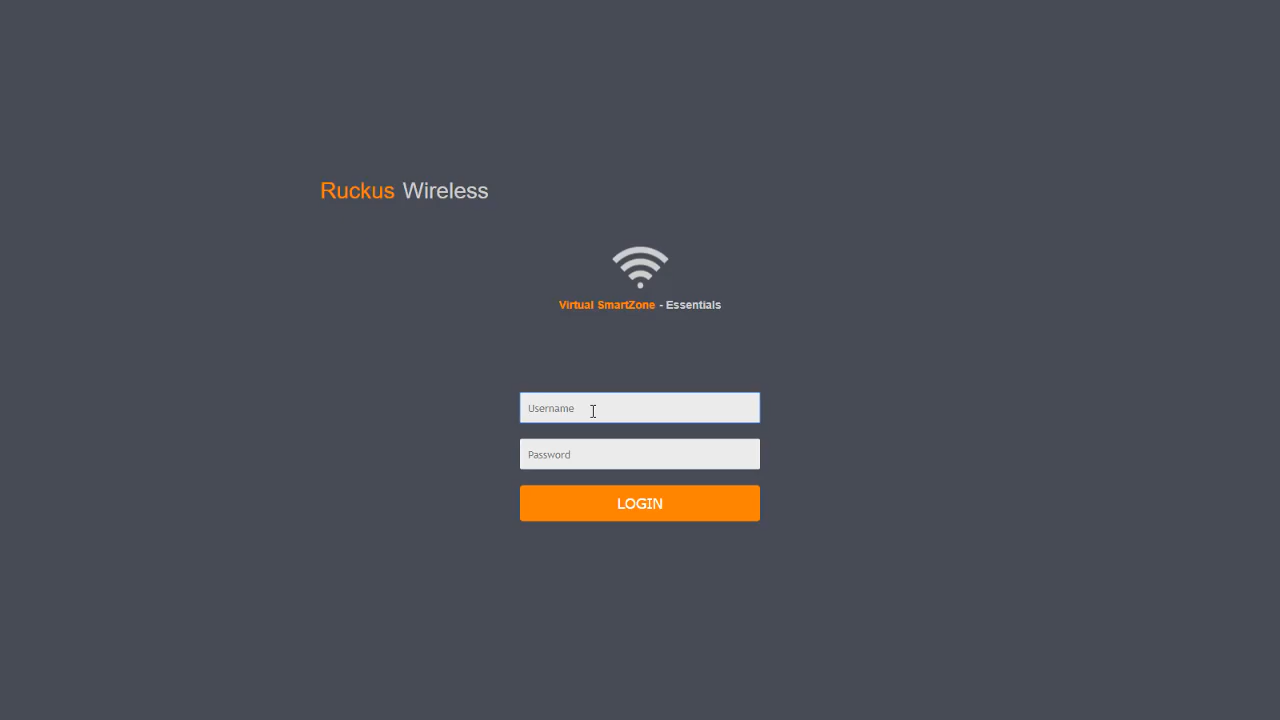 Ruckus Wireless
Virtual SmartZone - Essentials
Username
Password
LOGIN